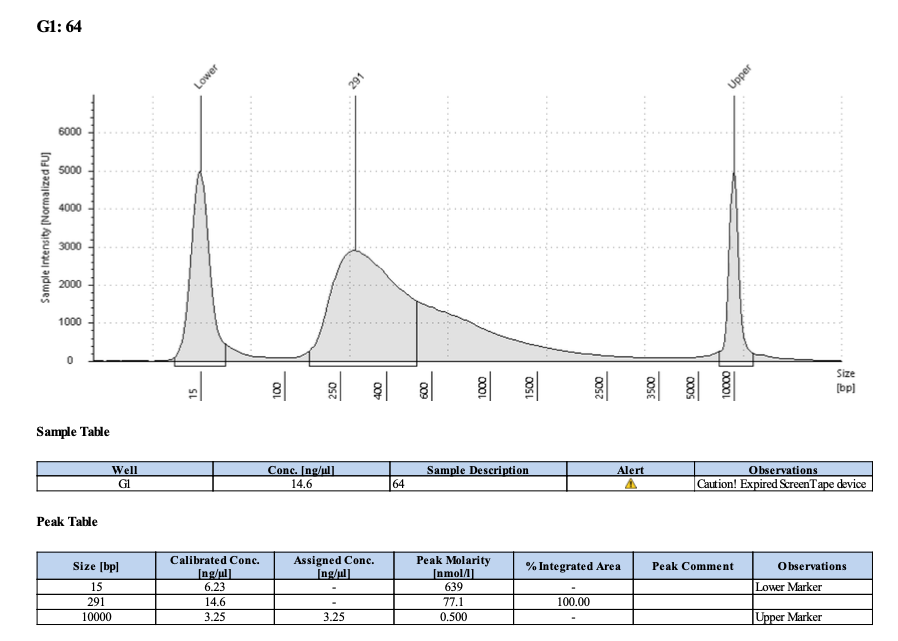 G1: 64
Lower
291
Upper
Sample Intensity [Normalized FU]
6000
5000
4000
3000
2000
1000
0
15 100 250 400 600 1000 1500 2500 3500 5000 10000
Size
[bp]
Sample Table
Well Conc. [ng/µl] Sample Description Alert Observations
G1 14.6 64 Caution! Expired ScreenTape device
Peak Table
Size [bp] Calibrated Conc. [ng/µl] Assigned Conc. [ng/µl] Peak Molarity [nmol/l] % Integrated Area Peak Comment Observations
15 6.23 - 639 - Lower Marker
291 14.6 - 77.1 100.00
10000 3.25 3.25 0.500 - Upper Marker